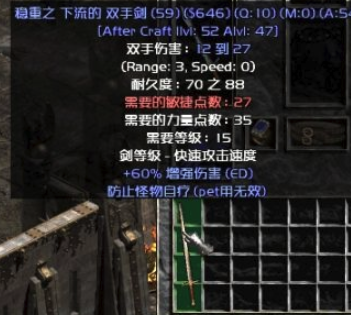 稳重之 下流的 双手剑 (59) ($646) (Q:10) (M:0) (A:5
[After Craft Ilvl: 52 Alvl: 47]
双手伤害：12 到 27
(Range: 3, Speed: 0)
耐久度：70 之 88
需要的敏捷点数：27
需要的力量点数：35
需要等级：15
剑等级 - 快速攻击速度
+60% 增强伤害 (ED)
防止怪物自疗 (pet用无效)